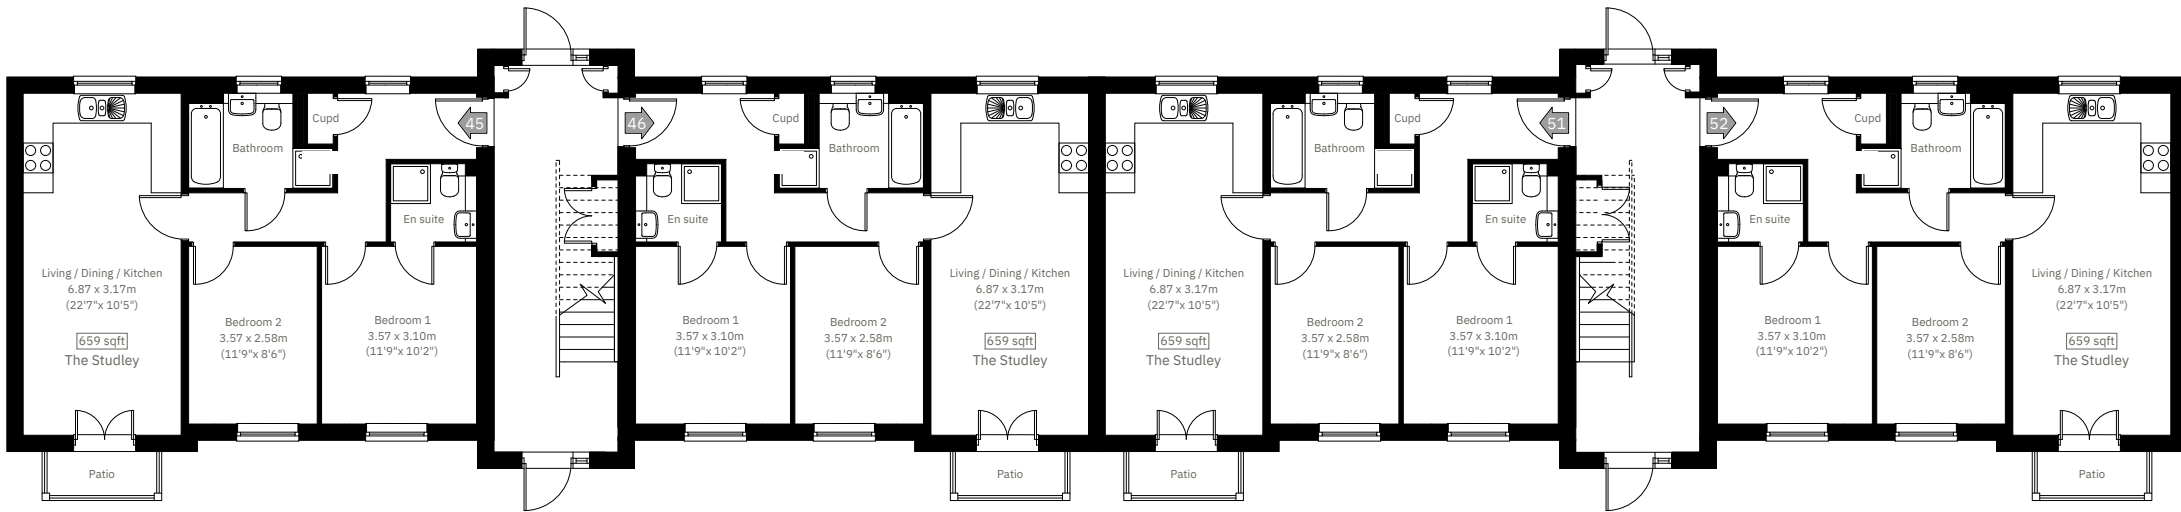 45
46
51
52
Cupd
Cupd
Cupd
Cupd
Bathroom
Bathroom
Bathroom
Bathroom
En suite
En suite
En suite
En suite
Living / Dining / Kitchen
6.87 x 3.17m
(22'7"x 10'5")
659 sqft
The Studley
Bedroom 2
3.57 x 2.58m
(11'9"x 8'6")
Bedroom 1
3.57 x 3.10m
(11'9"x 10'2")
Bedroom 1
3.57 x 3.10m
(11'9"x 10'2")
Bedroom 2
3.57 x 2.58m
(11'9"x 8'6")
Living / Dining / Kitchen
6.87 x 3.17m
(22'7"x 10'5")
659 sqft
The Studley
Living / Dining / Kitchen
6.87 x 3.17m
(22'7"x 10'5")
659 sqft
The Studley
Bedroom 2
3.57 x 2.58m
(11'9"x 8'6")
Bedroom 1
3.57 x 3.10m
(11'9"x 10'2")
Bedroom 1
3.57 x 3.10m
(11'9"x 10'2")
Bedroom 2
3.57 x 2.58m
(11'9"x 8'6")
Living / Dining / Kitchen
6.87 x 3.17m
(22'7"x 10'5")
659 sqft
The Studley
Patio
Patio
Patio
Patio